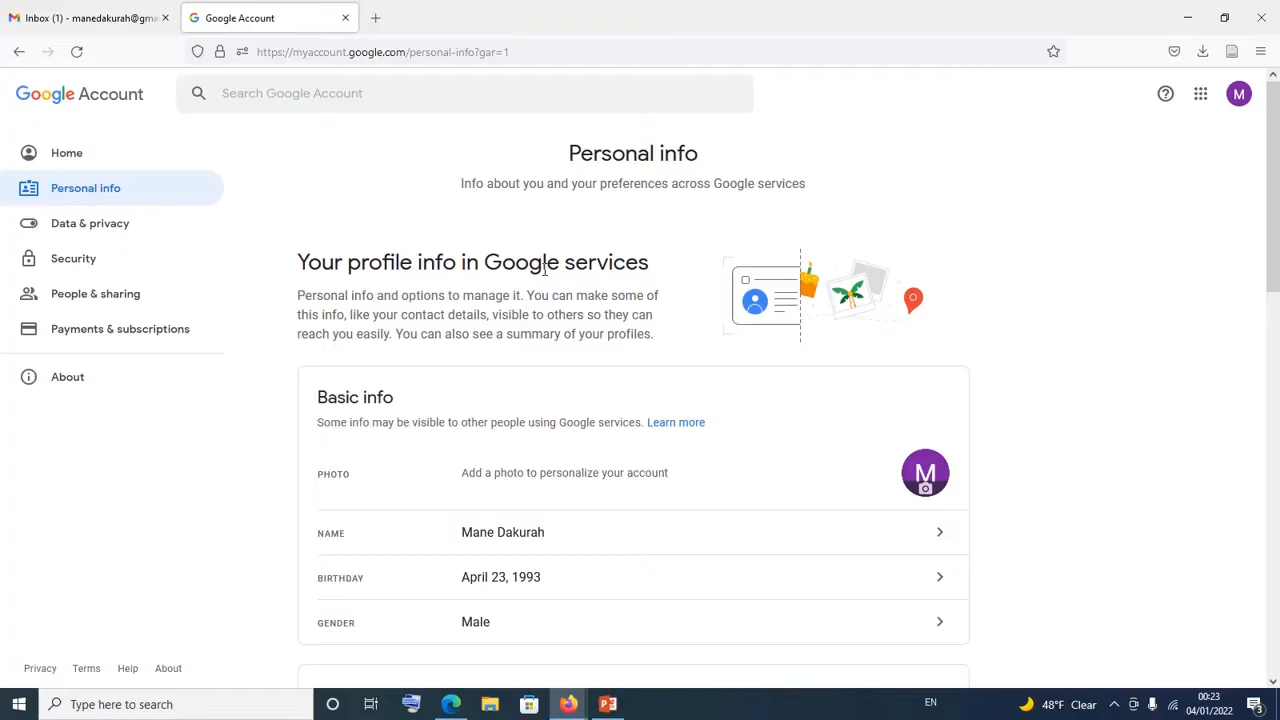 Inbox (1) - manedakurah@gma
Google Account
https://myaccount.google.com/personal-info?gar=1
Google Account
Search Google Account
M
Home
Personal info
Data & privacy
Security
People & sharing
Payments & subscriptions
About
Personal info
Info about you and your preferences across Google services
Your profile info in Google services
Personal info and options to manage it. You can make some of
this info, like your contact details, visible to others so they can
reach you easily. You can also see a summary of your profiles.
Basic info
Some info may be visible to other people using Google services. Learn more
PHOTO Add a photo to personalize your account M
NAME Mane Dakurah
BIRTHDAY April 23, 1993
GENDER Male
Privacy Terms Help About
Type here to search
EN
48°F Clear
00:23
04/01/2022
3